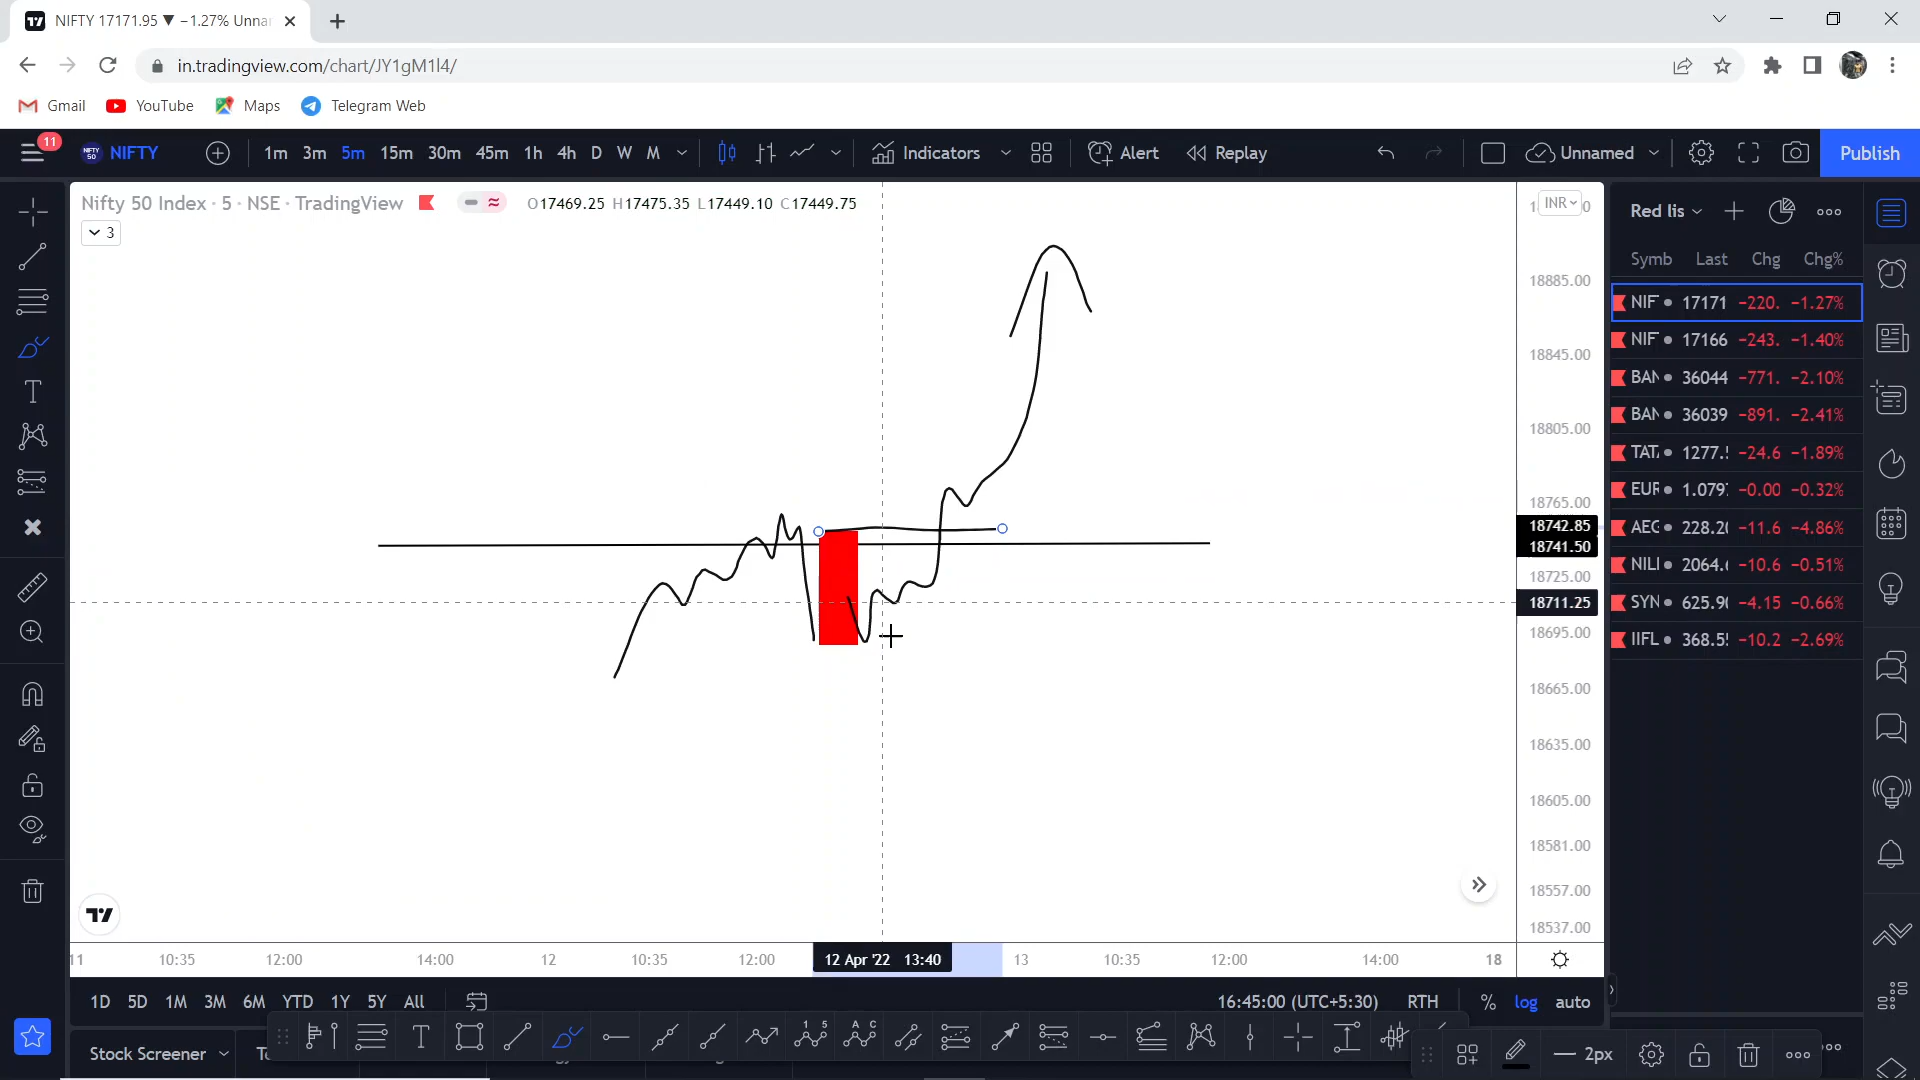 NIFTY 17171.95 ▼ −1.27% Unna
in.tradingview.com/chart/JY1gM1l4/
Gmail YouTube Maps Telegram Web
11 NIFTY 50 NIFTY 1m 3m 5m 15m 30m 45m 1h 4h D W M Indicators Alert Replay Unnamed Publish
Nifty 50 Index · 5 · NSE · TradingView O17469.25 H17475.35 L17449.10 C17449.75
3
INR
Red lis
Symb Last Chg Chg%
NIF 17171 −220. −1.27%
NIF 17166 −243. −1.40%
BAN 36044 −771. −2.10%
BAN 36039 −891. −2.41%
TAT 1277. −24.6 −1.89%
EUR 1.079 −0.00 −0.32%
AEG 228.20 −11.6 −4.86%
NIL 2064. −10.6 −0.51%
SYN 625.90 −4.15 −0.66%
IIFL 368.5 −10.2 −2.69%
18885.00
18845.00
18805.00
18765.00
18742.85
18741.50
18725.00
18711.25
18695.00
18665.00
18635.00
18605.00
18581.00
18557.00
18537.00
11 10:35 12:00 14:00 12 10:35 12:00 12 Apr '22 13:40 13 10:35 12:00 14:00 18
1D 5D 1M 3M 6M YTD 1Y 5Y All 16:45:00 (UTC+5:30) RTH % log auto
Stock Screener 2px